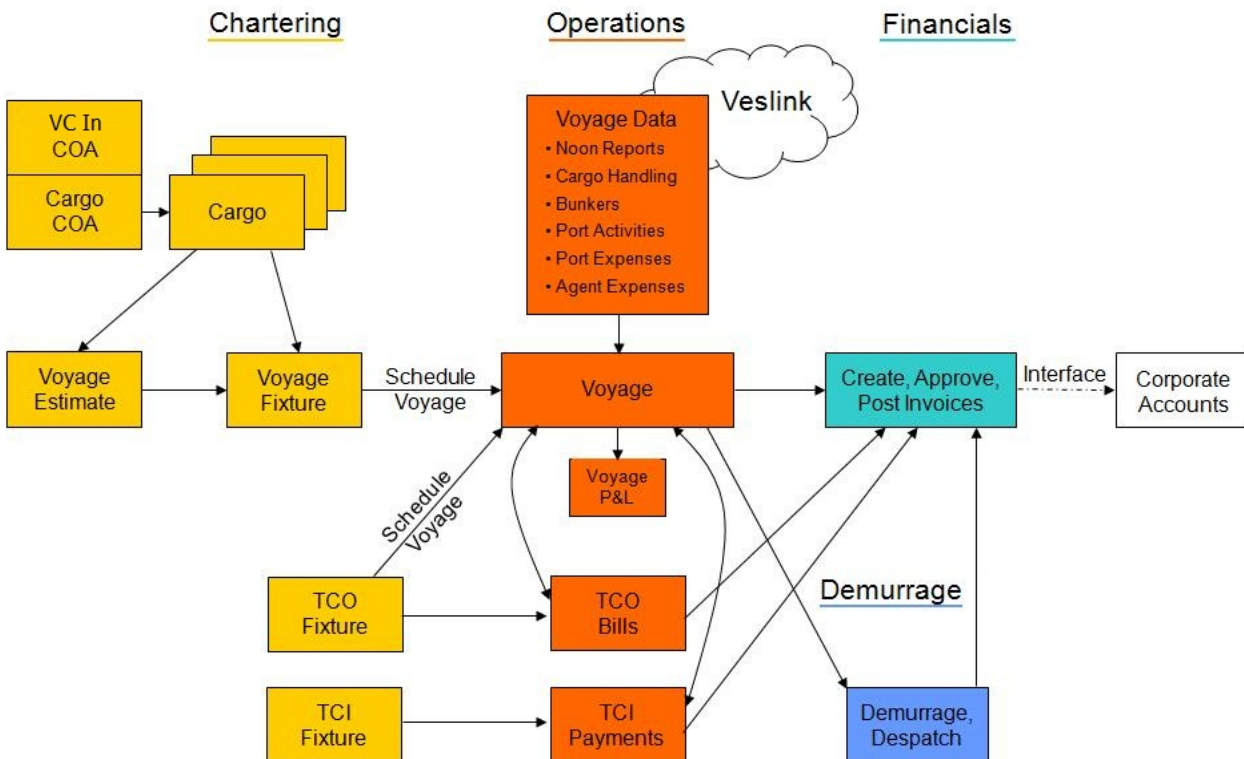 Chartering
Operations
Financials
Veslink
VC In
COA
Cargo
COA
Cargo
Voyage Data
• Noon Reports
• Cargo Handling
• Bunkers
• Port Activities
• Port Expenses
• Agent Expenses
Voyage
Estimate
Voyage
Fixture
Schedule
Voyage
Voyage
Create, Approve,
Post Invoices
Interface
Corporate
Accounts
Voyage
P&L
Schedule
Voyage
TCO
Fixture
TCO
Bills
Demurrage
TCI
Fixture
TCI
Payments
Demurrage,
Despatch